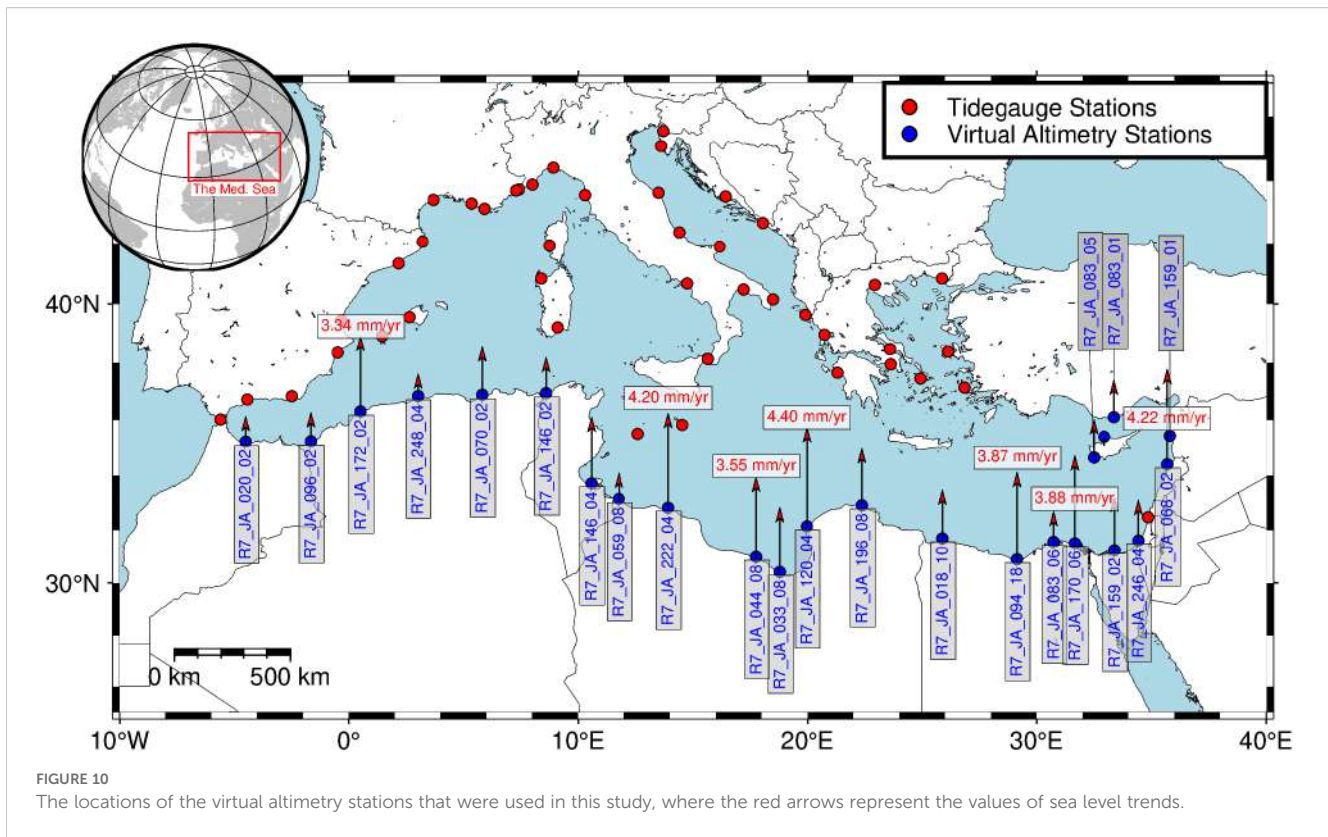 The Med. Sea
Tidegauge Stations
Virtual Altimetry Stations
40°N
30°N
3.34 mm/yr
4.20 mm/yr
4.40 mm/yr
3.55 mm/yr
3.87 mm/yr
3.88 mm/yr
4.22 mm/yr
R7_JA_083_05
R7_JA_083_01
R7_JA_159_01
R7_JA_020_02
R7_JA_096_02
R7_JA_172_02
R7_JA_248_04
R7_JA_070_02
R7_JA_146_02
R7_JA_146_04
R7_JA_059_08
R7_JA_222_04
R7_JA_044_08
R7_JA_033_08
R7_JA_120_04
R7_JA_196_08
R7_JA_018_10
R7_JA_094_18
R7_JA_083_06
R7_JA_170_06
R7_JA_159_02
R7_JA_246_04
R7_JA_068_02
0 km 500 km
10°W 0° 10°E 20°E 30°E 40°E
FIGURE 10
The locations of the virtual altimetry stations that were used in this study, where the red arrows represent the values of sea level trends.